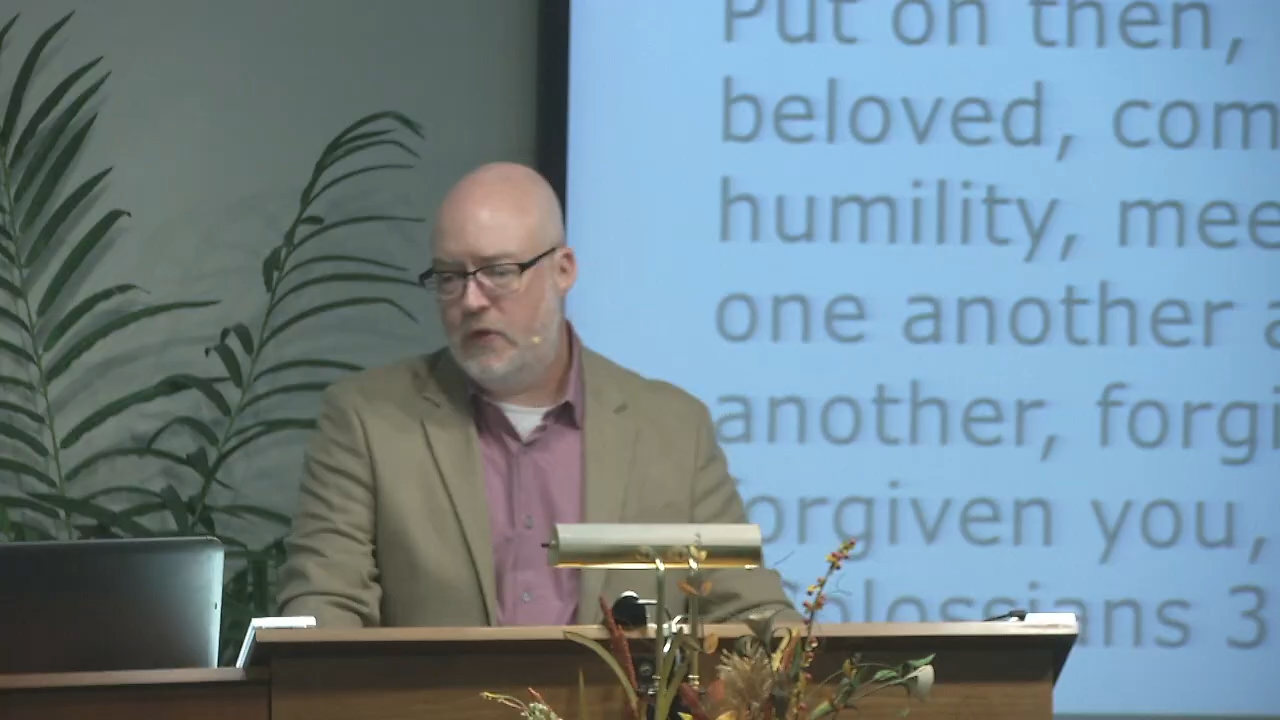 Put on then,
beloved, com
humility, mee
one another a
another, forgi
forgiven you,
Colossians 3